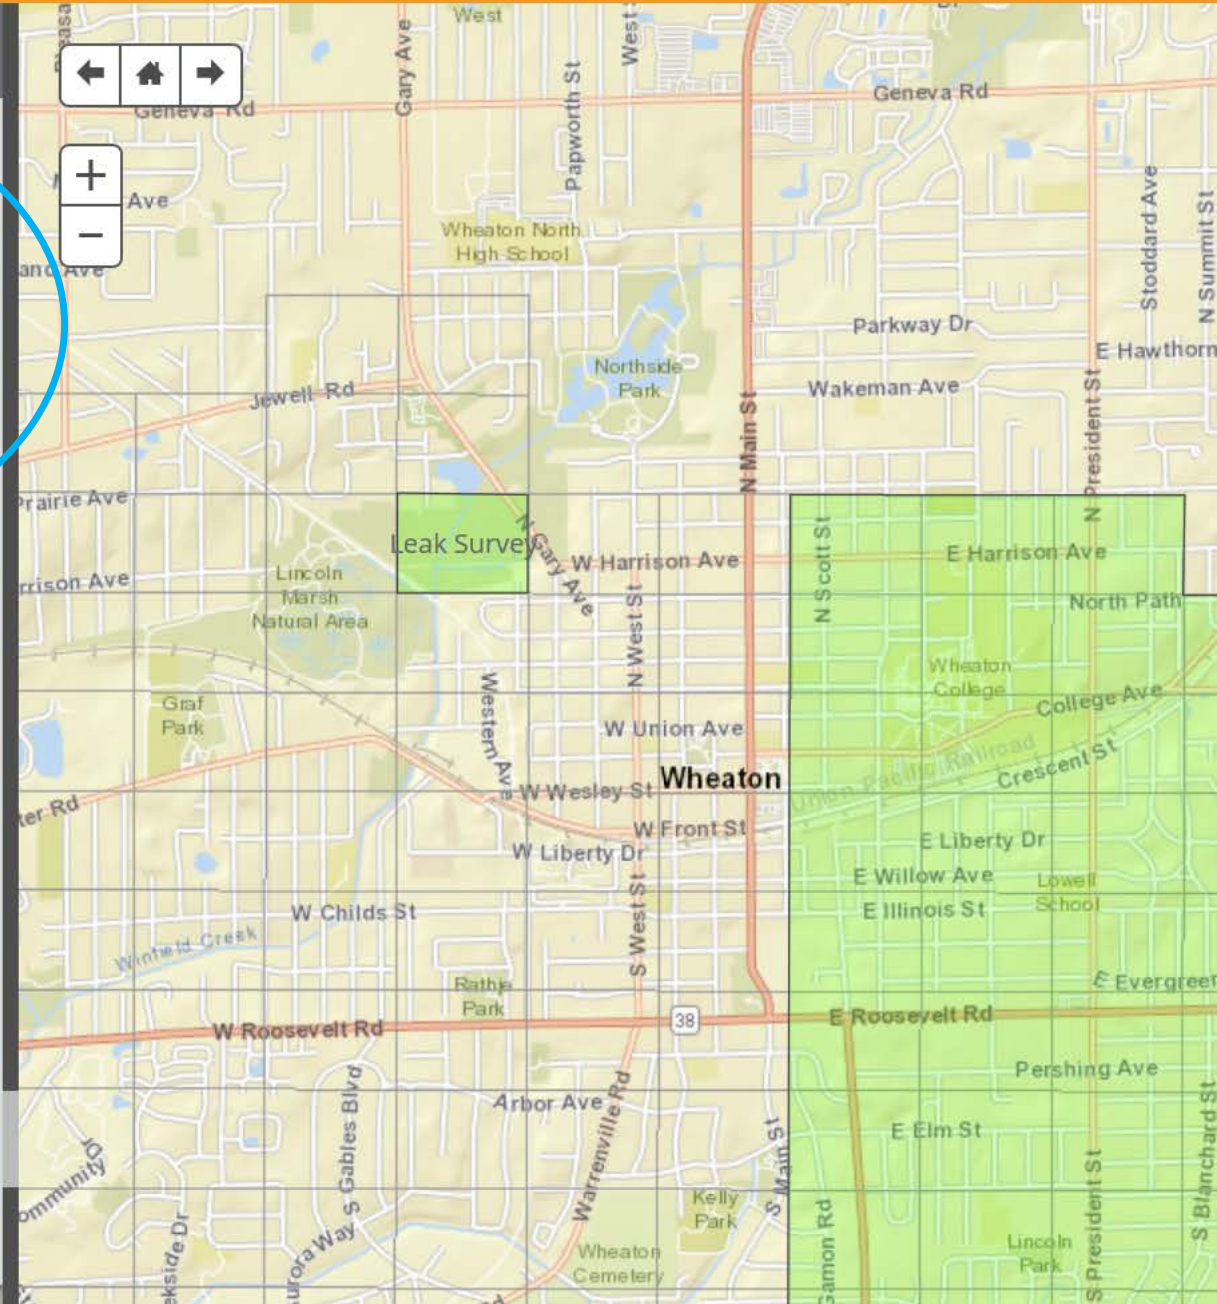 West
Gary Ave
Papworth St
West
Geneva Rd
Geneva Rd
Ave
Wheaton North
High School
Stoddard Ave
N Summit St
Parkway Dr
E Hawthorn
Northside
Park
Wakeman Ave
Jewell Rd
N Main St
N President St
Prairie Ave
Leak Survey
N Gary Ave
W Harrison Ave
N Scott St
E Harrison Ave
rrison Ave
Lincoln
Marsh
Natural Area
North Path
N West St
Wheaton
College
College Ave
Graf
Park
Western Ave
W Union Ave
Union Pacific Railroad
Crescent St
Wheaton
W Wesley St
ter Rd
W Front St
W Liberty Dr
E Liberty Dr
E Willow Ave
Lowell
School
W Childs St
E Illinois St
S West St
Winfield Creek
Rathje
Park
E Evergreen
W Roosevelt Rd
38
E Roosevelt Rd
Pershing Ave
Arbor Ave
S Gables Blvd
Warrenville Rd
E Elm St
S Main St
S Blanchard St
ommunity
Dr
Kelly
Park
S President St
Gamon Rd
ekside Dr
urora Way
Wheaton
Cemetery
Lincoln
Park